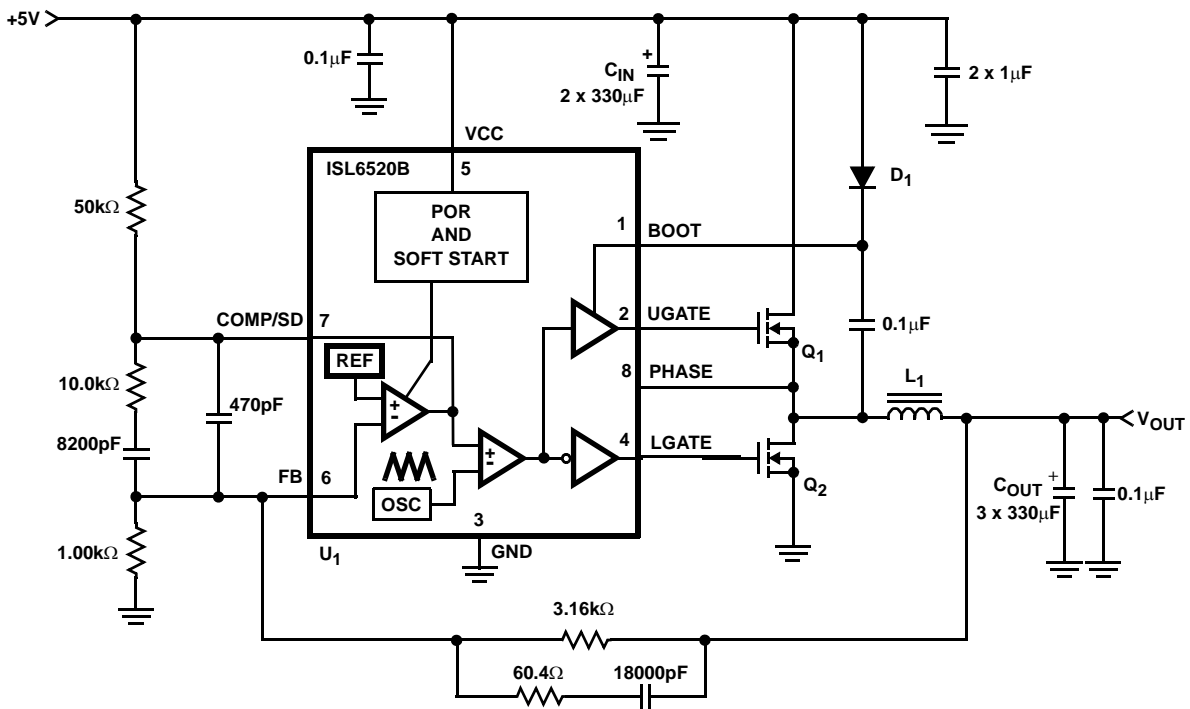 +5V
0.1µF
CIN
2 x 330µF
+
2 x 1µF
VCC
ISL6520B
5
D1
50kΩ
POR
AND
SOFT START
1
BOOT
COMP/SD
7
2
UGATE
0.1µF
REF
Q1
10.0kΩ
8
PHASE
L1
470pF
+
-
+
-
8200pF
4
LGATE
VOUT
FB
6
OSC
Q2
COUT
3 x 330µF
+
0.1µF
3
1.00kΩ
U1
GND
3.16kΩ
60.4Ω
18000pF